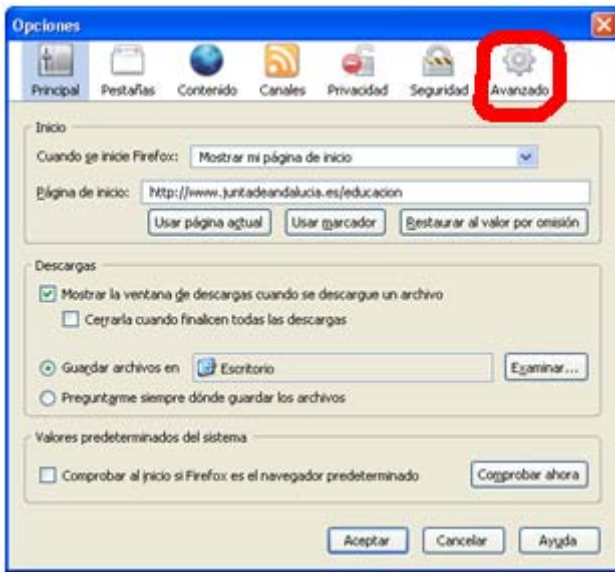 Opciones
Principal Pestañas Contenido Canales Privacidad Seguridad Avanzado
Inicio
Cuando se inicie Firefox: Mostrar mi página de inicio
Página de inicio: http://www.juntadeandalucia.es/educacion
Usar página actual Usar marcador Restaurar al valor por omisión
Descargas
Mostrar la ventana de descargas cuando se descargue un archivo
Cerrarla cuando finalicen todas las descargas
Guardar archivos en Escritorio Examinar...
Preguntarme siempre dónde guardar los archivos
Valores predeterminados del sistema
Comprobar al inicio si Firefox es el navegador predeterminado Comprobar ahora
Aceptar Cancelar Ayuda